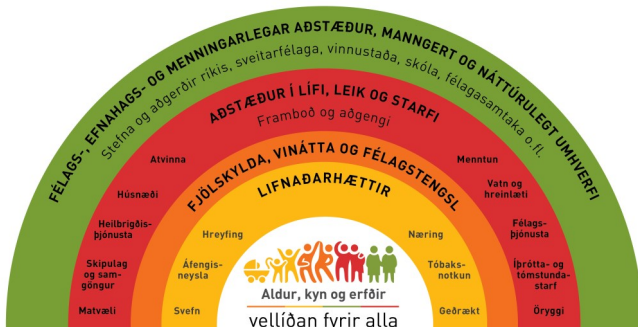 FÉLAGS-, EFNAHAGS- OG MENNINGARLEGAR AÐSTÆÐUR, MANNGERT OG NÁTTÚRULEGT UMHVERFI
Stefna og aðgerðir ríkis, sveitarfélaga, vinnustaða, skóla, félagasamtaka o.fl.
AÐSTÆÐUR Í LÍFI, LEIK OG STARFI
Framboð og aðgengi
Atvinna
Húsnæði
Heilbrigðis-
þjónusta
Skipulag
og sam-
göngur
Matvæli
Menntun
Vatn og
hreinlæti
Félags-
þjónusta
Íþrótta- og
tómstunda-
starf
Öryggi
FJÖLSKYLDA, VINÁTTA OG FÉLAGSTENGSL
LIFNAÐARHÆTTIR
Hreyfing
Áfengis-
neysla
Svefn
Næring
Tóbaks-
notkun
Geðrækt
Aldur, kyn og erfðir
vellíðan fyrir alla